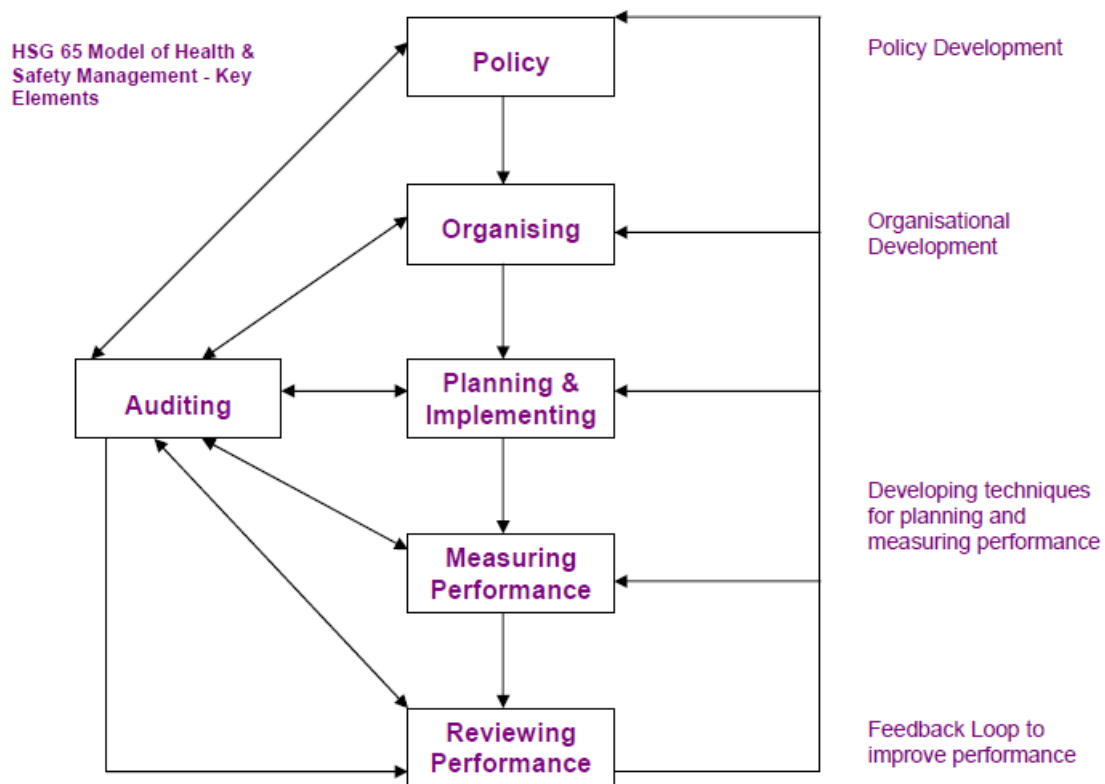 HSG 65 Model of Health &
Safety Management - Key
Elements
Policy
Policy Development
Organising
Organisational
Development
Auditing
Planning &
Implementing
Developing techniques
for planning and
measuring performance
Measuring
Performance
Reviewing
Performance
Feedback Loop to
improve performance